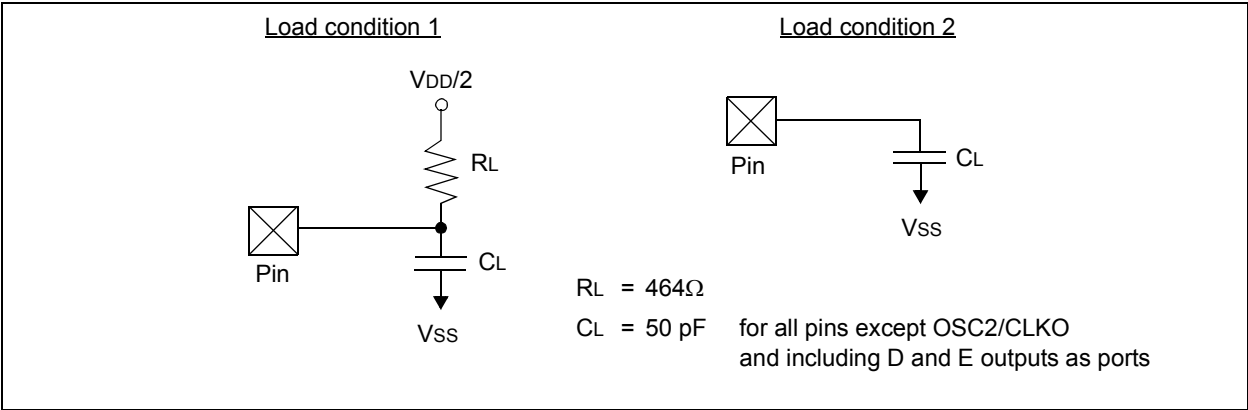 Load condition 1
VDD/2
RL
Pin
CL
VSS
Load condition 2
Pin
CL
VSS
RL = 464Ω
CL = 50 pF for all pins except OSC2/CLKO
and including D and E outputs as ports